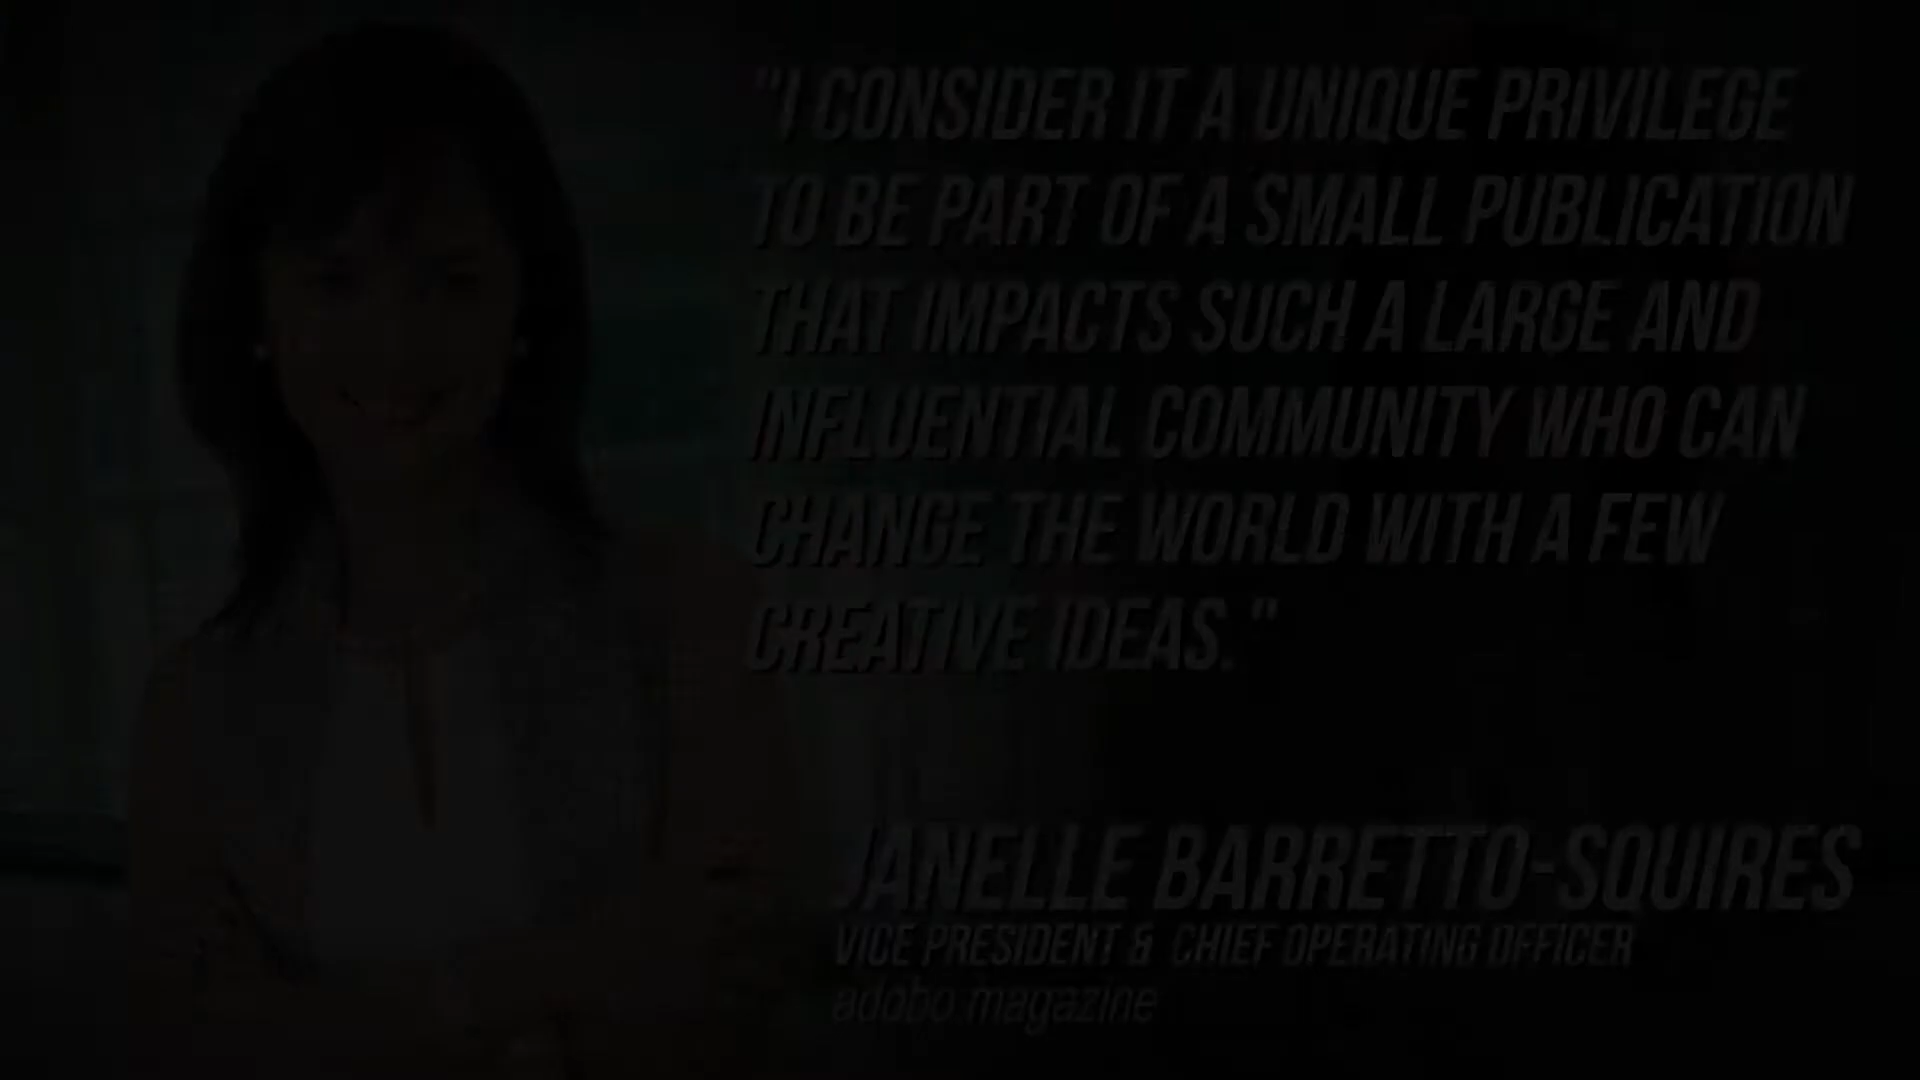 "I CONSIDER IT A UNIQUE PRIVILEGE
TO BE PART OF A SMALL PUBLICATION
THAT IMPACTS SUCH A LARGE AND
INFLUENTIAL COMMUNITY WHO CAN
CHANGE THE WORLD WITH A FEW
CREATIVE IDEAS."
JANELLE BARRETTO-SQUIRES
VICE PRESIDENT & CHIEF OPERATING OFFICER
adobo magazine